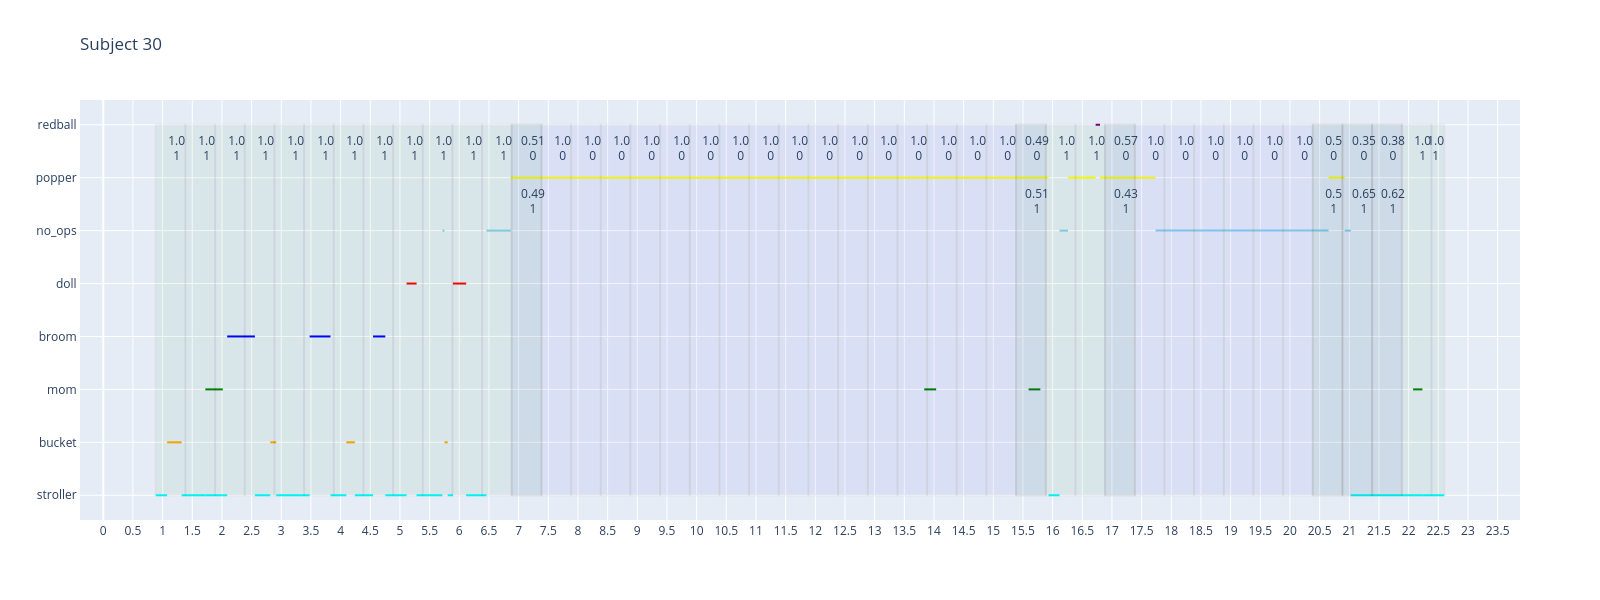 Subject 30
redball
1.0 1.0 1.0 1.0 1.0 1.0 1.0 1.0 1.0 1.0 1.0 1.0 0.51 1.0 1.0 1.0 1.0 1.0 1.0 1.0 1.0 1.0 1.0 1.0 1.0 1.0 1.0 1.0 1.0 0.49 1.0 1.0 0.57 1.0 1.0 1.0 1.0 1.0 1.0 0.5 0.35 0.38 1.0 1.0
1 1 1 1 1 1 1 1 1 1 1 1 0 0 0 0 0 0 0 0 0 0 0 0 0 0 0 0 0 0 1 1 0 0 0 0 0 0 0 0 0 0 1 1
popper
0.49 0.51 0.43 0.5 0.65 0.62
1 1 1 1 1 1
no_ops
doll
broom
mom
bucket
stroller
0 0.5 1 1.5 2 2.5 3 3.5 4 4.5 5 5.5 6 6.5 7 7.5 8 8.5 9 9.5 10 10.5 11 11.5 12 12.5 13 13.5 14 14.5 15 15.5 16 16.5 17 17.5 18 18.5 19 19.5 20 20.5 21 21.5 22 22.5 23 23.5